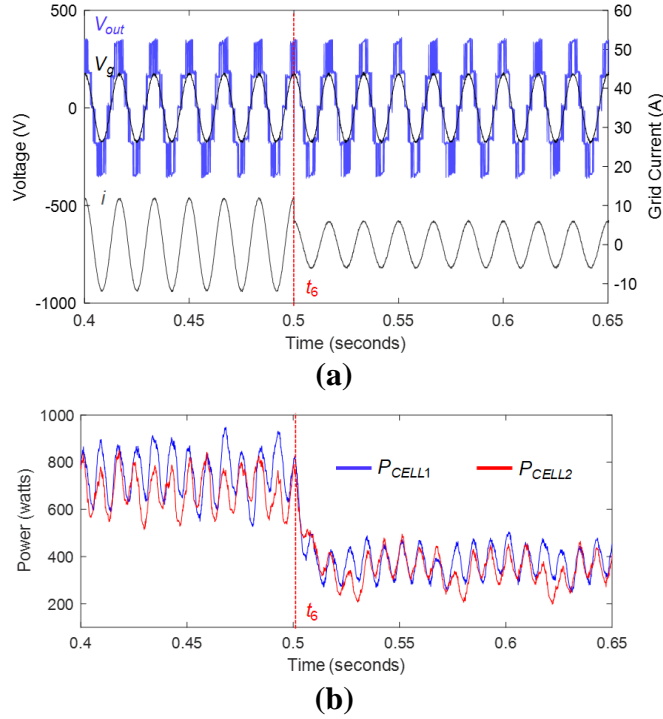 500
V_out
V_g
0
-500
i
-1000
Voltage (V)
60
50
40
30
20
10
0
-10
Grid Current (A)
t_6
0.4
0.45
0.5
0.55
0.6
0.65
Time (seconds)
(a)
1000
800
600
400
200
Power (watts)
P_CELL1
P_CELL2
t_6
0.4
0.45
0.5
0.55
0.6
0.65
Time (seconds)
(b)